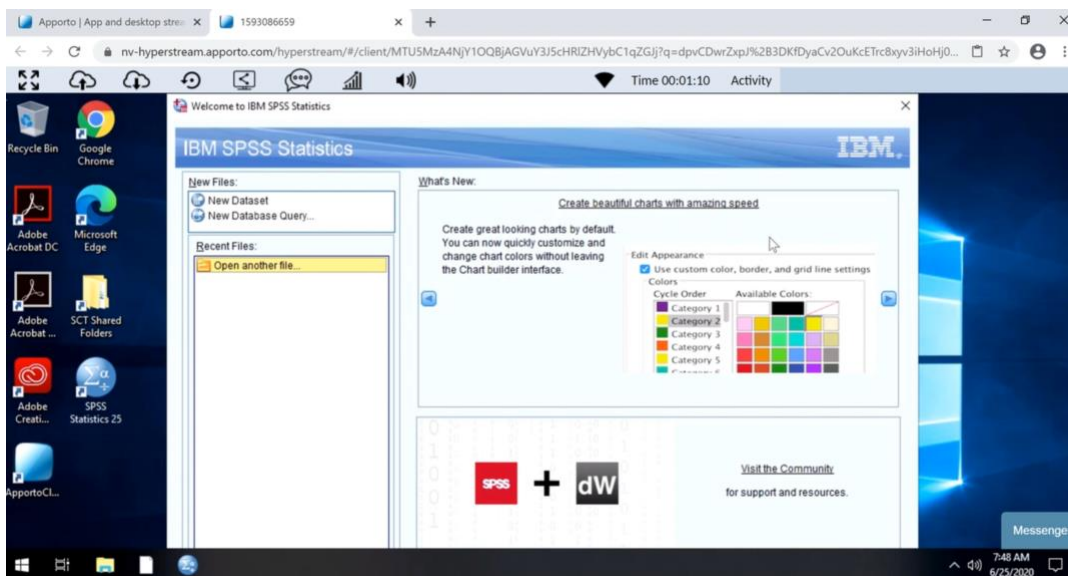 Apporto | App and desktop strea
1593086659
nv-hyperstream.apporto.com/hyperstream/#/client/MTU5MzA4NjY1OQBjAGVuY3J5cHRlZHVybC1qZGJj?q=dpvCDwrZxpJ%2B3DKfDyaCv2OuKcETrc8xyv3iHoHj0...
Time 00:01:10 Activity
Recycle Bin
Google Chrome
Adobe Acrobat DC
Microsoft Edge
Adobe Acrobat ...
SCT Shared Folders
Adobe Creati...
SPSS Statistics 25
ApportoCl...
Welcome to IBM SPSS Statistics
IBM SPSS Statistics
IBM
New Files:
New Dataset
New Database Query...
Recent Files:
Open another file...
What's New:
Create beautiful charts with amazing speed
Create great looking charts by default.
You can now quickly customize and
change chart colors without leaving
the Chart builder interface.
Edit Appearance
Use custom color, border, and grid line settings
Colors
Cycle Order
Available Colors:
Category 1
Category 2
Category 3
Category 4
Category 5
SPSS + dW
Visit the Community
for support and resources.
Messenge
7:48 AM
6/25/2020